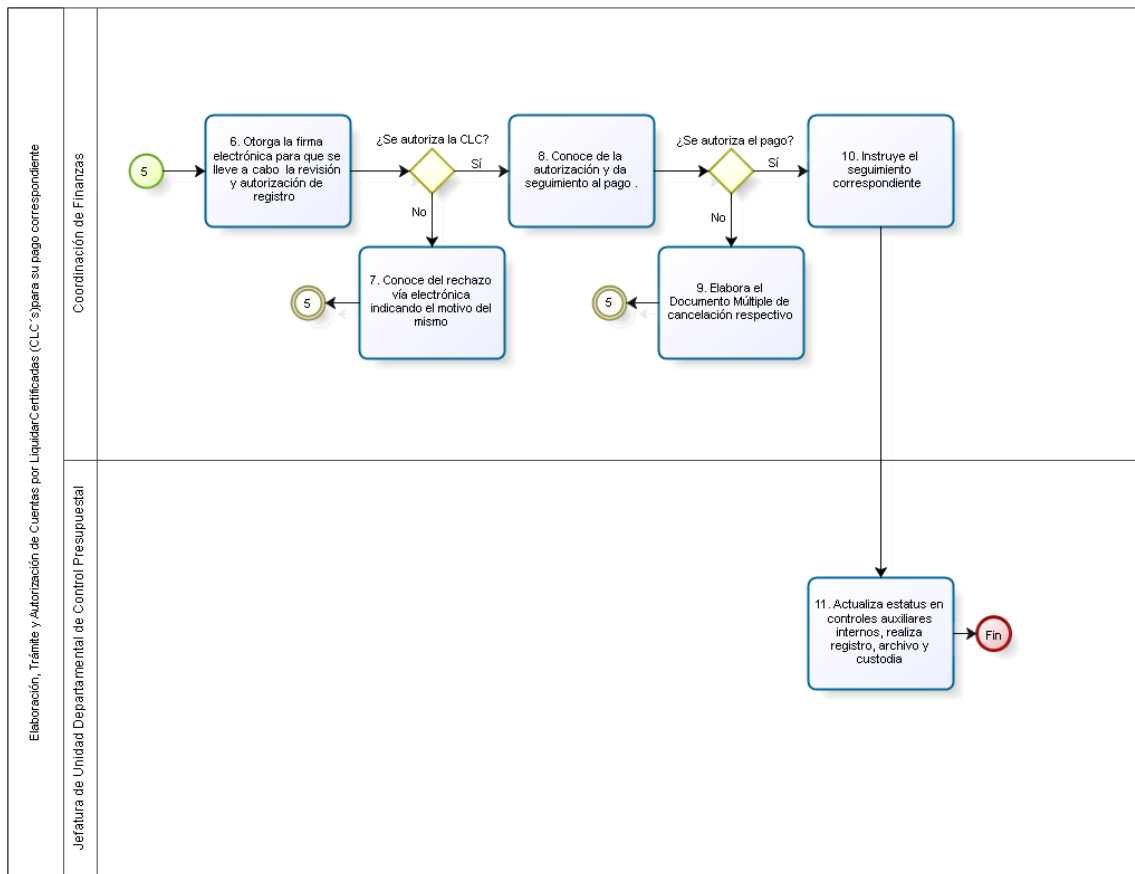 Elaboración, Trámite y Autorización de Cuentas por LiquidarCertificadas (CLC´s)para su pago correspondiente
Coordinación de Finanzas
5
6. Otorga la firma
electrónica para que se
lleve a cabo la revisión
y autorización de
registro
¿Se autoriza la CLC?
Sí
No
7. Conoce del rechazo
vía electrónica
indicando el motivo del
mismo
5
8. Conoce de la
autorización y da
seguimiento al pago .
¿Se autoriza el pago?
Sí
No
9. Elabora el
Documento Múltiple de
cancelación respectivo
5
10. Instruye el
seguimiento
correspondiente
Jefatura de Unidad Departamental de Control Presupuestal
11. Actualiza estatus en
controles auxiliares
internos, realiza
registro, archivo y
custodia
Fin